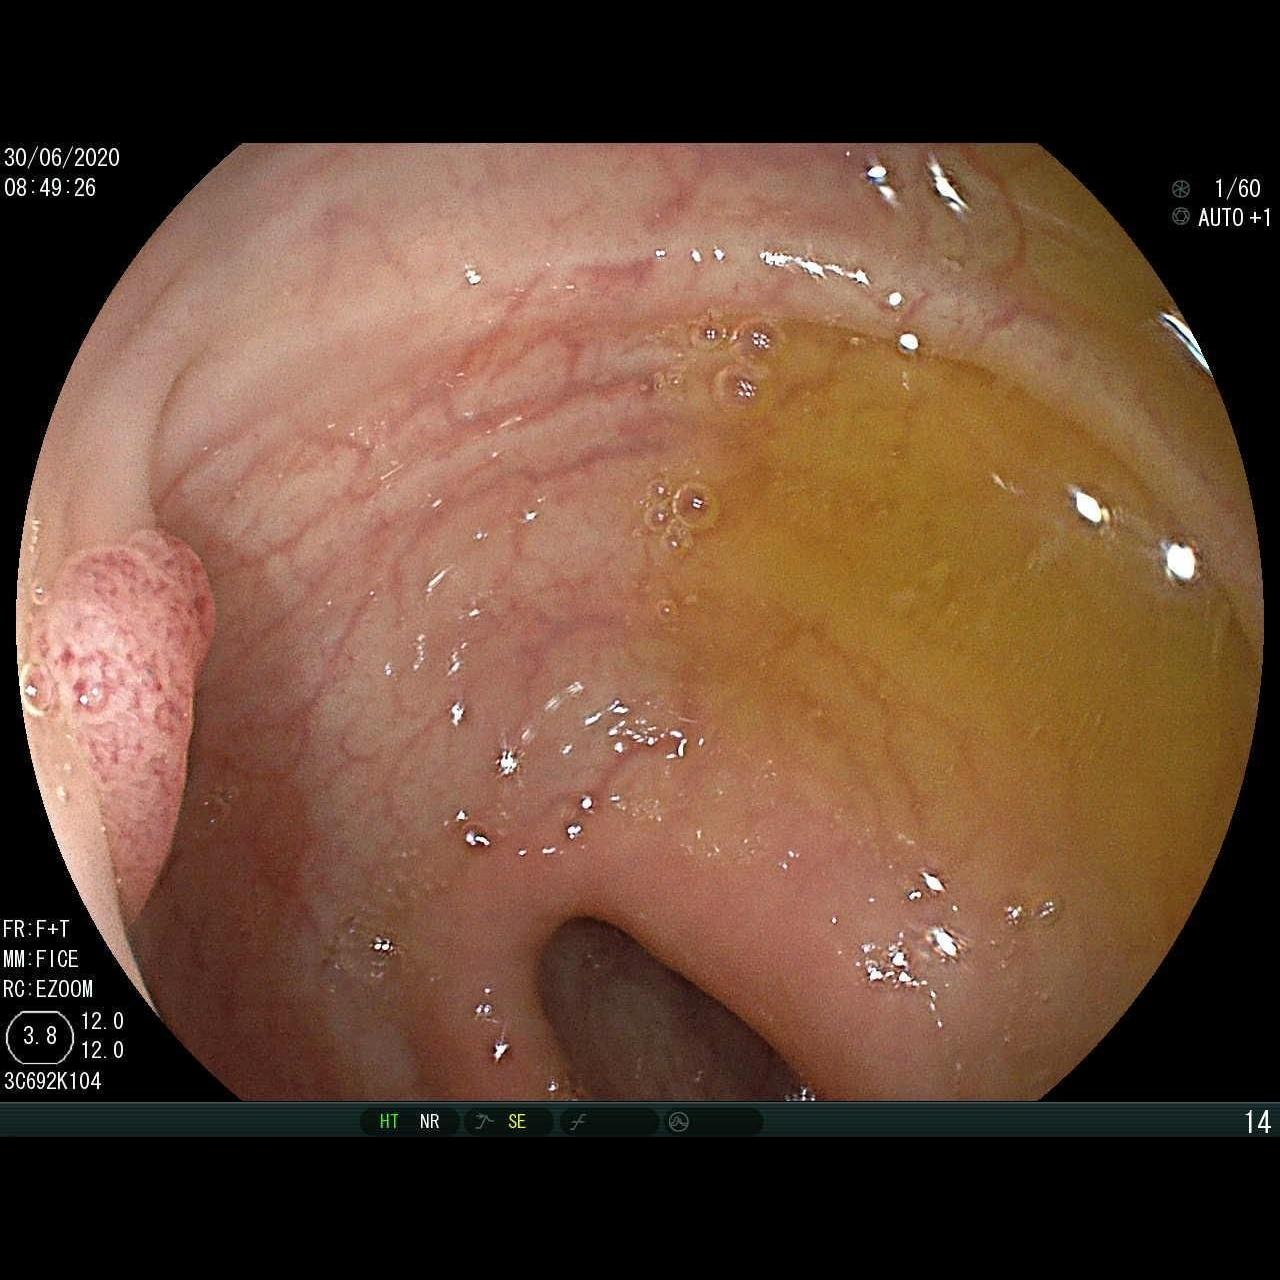 30/06/2020
08:49:26
1/60
AUTO +1
FR:F+T
MM:FICE
RC:EZOOM
3.8
12.0
12.0
3C692K104
HT NR SE
14